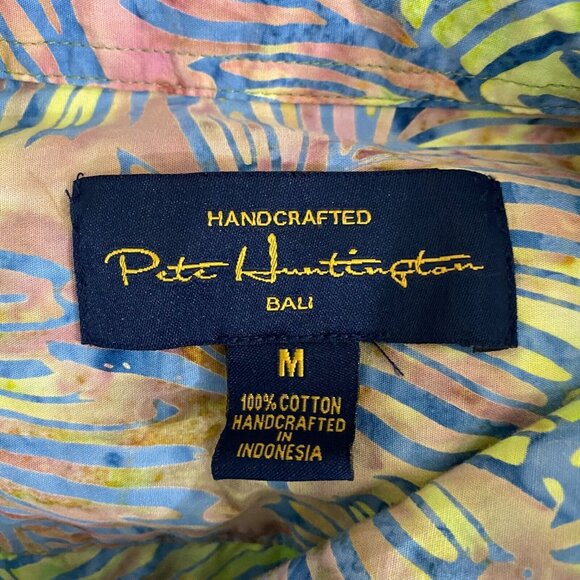 HANDCRAFTED
Pete Huntington
BALI
M
100% COTTON
HANDCRAFTED
IN
INDONESIA